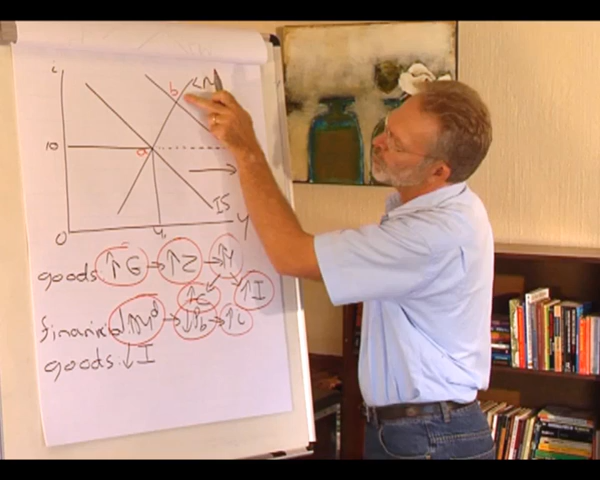 i
b LM
10
a
IS
0 Y₁ Y
goods: ↑G → ↑Z → ↑Y
↑C ↑I
financial ↑Mᵈ → ↓Pb → ↑i
goods ↓I